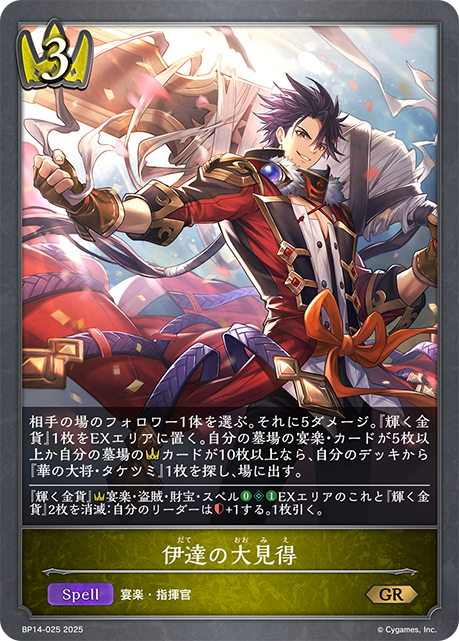 3
相手の場のフォロワー1体を選ぶ。それに5ダメージ。『輝く金
貨』1枚をEXエリアに置く。自分の墓場の宴楽・カードが5枚以
上か自分の墓場のカードが10枚以上なら、自分のデッキから
『華の大将・タケツミ』1枚を探し、場に出す。
『輝く金貨』宴楽・盗賊・財宝・スペル 0 1 EXエリアのこれと『輝く金
貨』2枚を消滅:自分のリーダーは+1する。1枚引く。
だて おおみえ
伊達の大見得
Spell 宴楽・指揮官 GR
BP14-025 2025 © Cygames, Inc.